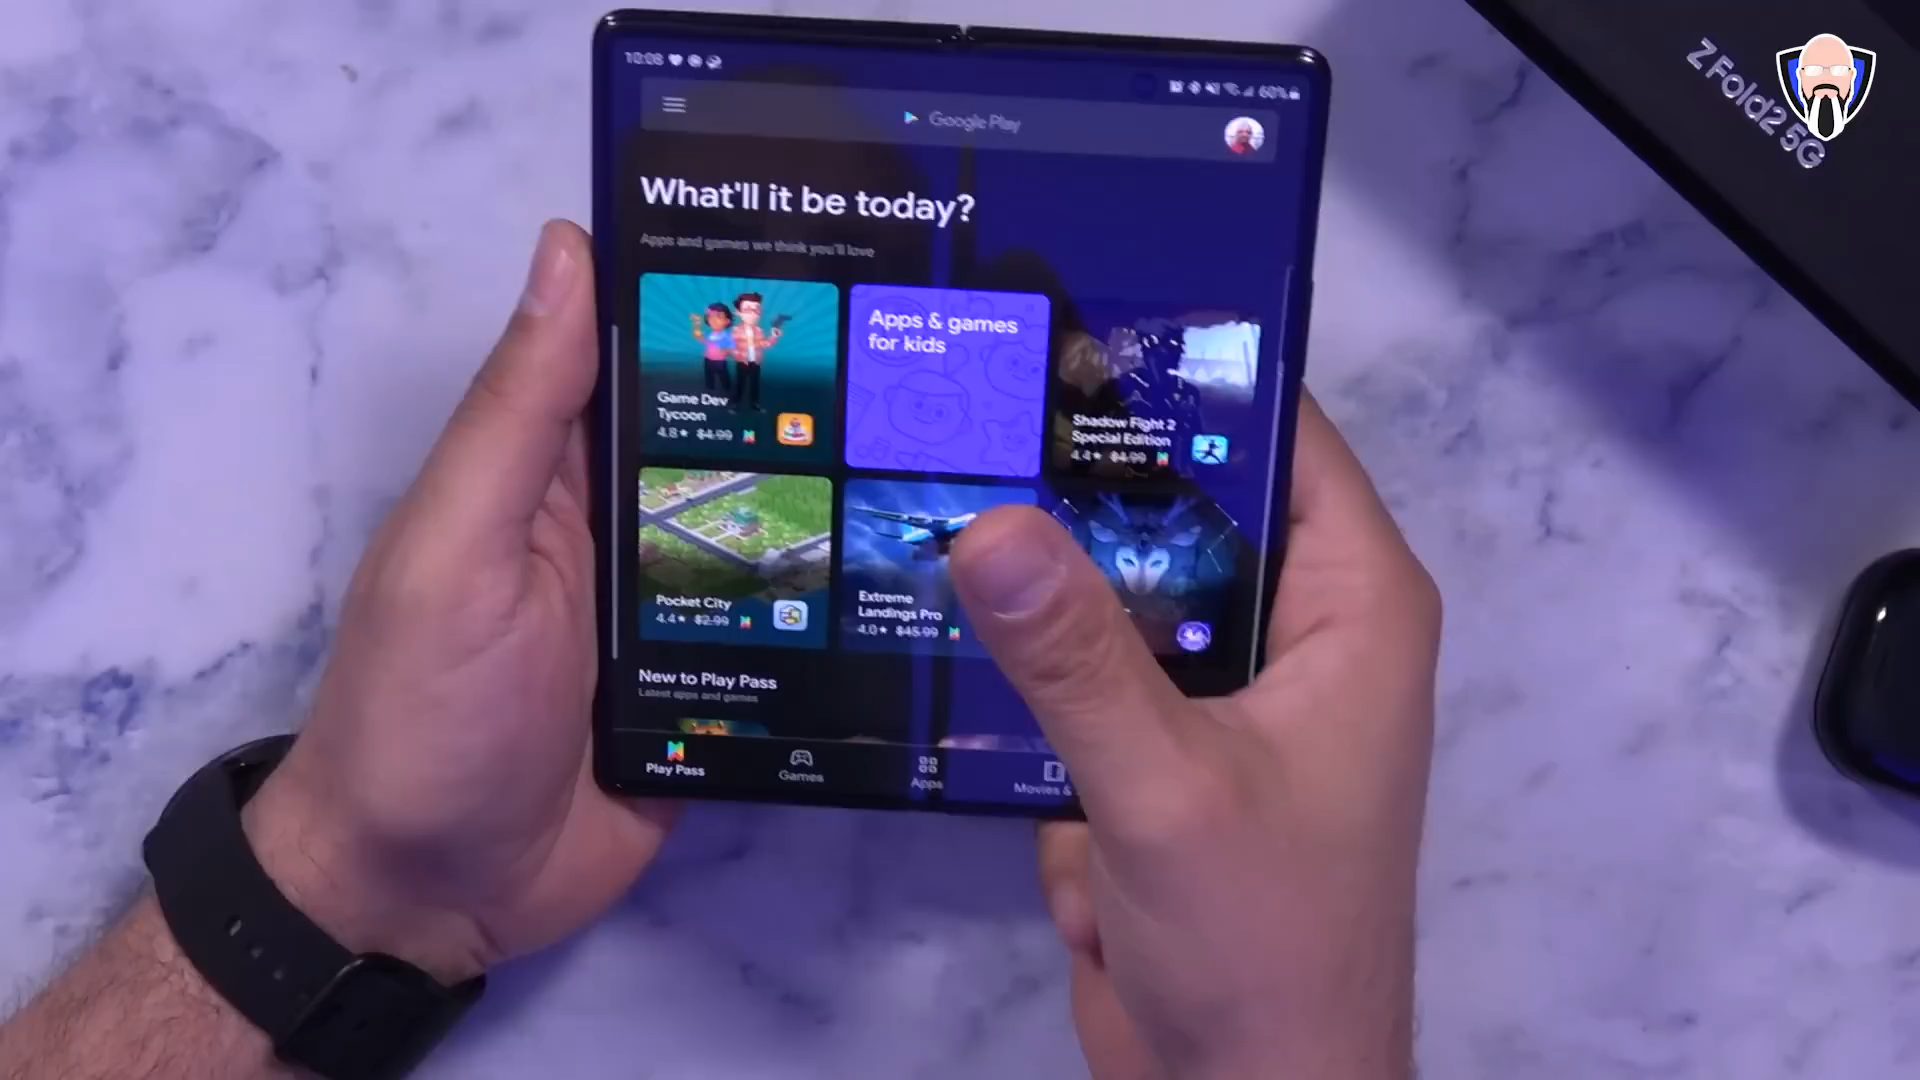 10:08
60%
Google Play
Z Fold2 5G
What'll it be today?
Apps and games we think you'll love
Game Dev
Tycoon
4.8★ $4.99
Apps & games
for kids
Shadow Fight 2
Special Edition
4.4★ $4.99
Pocket City
4.4★ $2.99
Extreme
Landings Pro
4.0★ $45.99
New to Play Pass
Latest apps and games
Play Pass
Games
Apps
Movies &